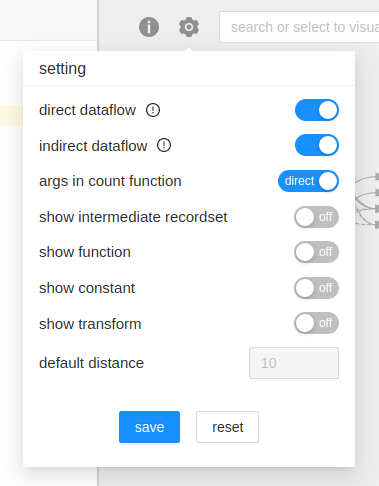 search or select to visua
setting
direct dataflow
indirect dataflow
args in count function direct
show intermediate recordset off
show function off
show constant off
show transform off
default distance 10
save reset